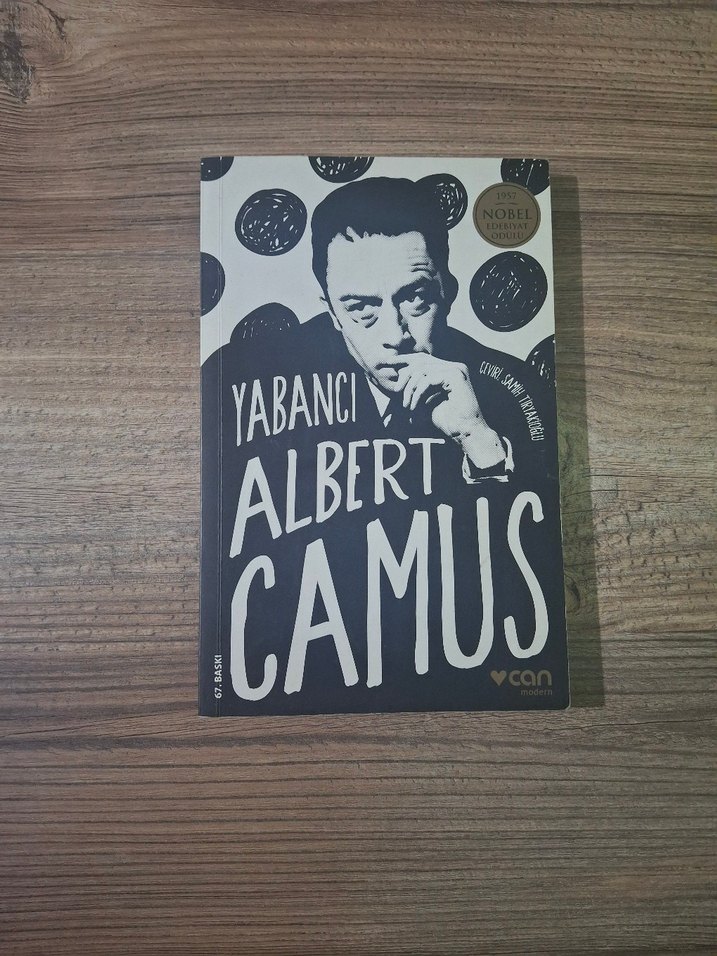 1957
NOBEL
EDEBİYAT
ÖDÜLÜ
ÇEVİRİ, SAMİH TİRYAKİOĞLU
YABANCI
ALBERT
CAMUS
67. BASKI
can
modern